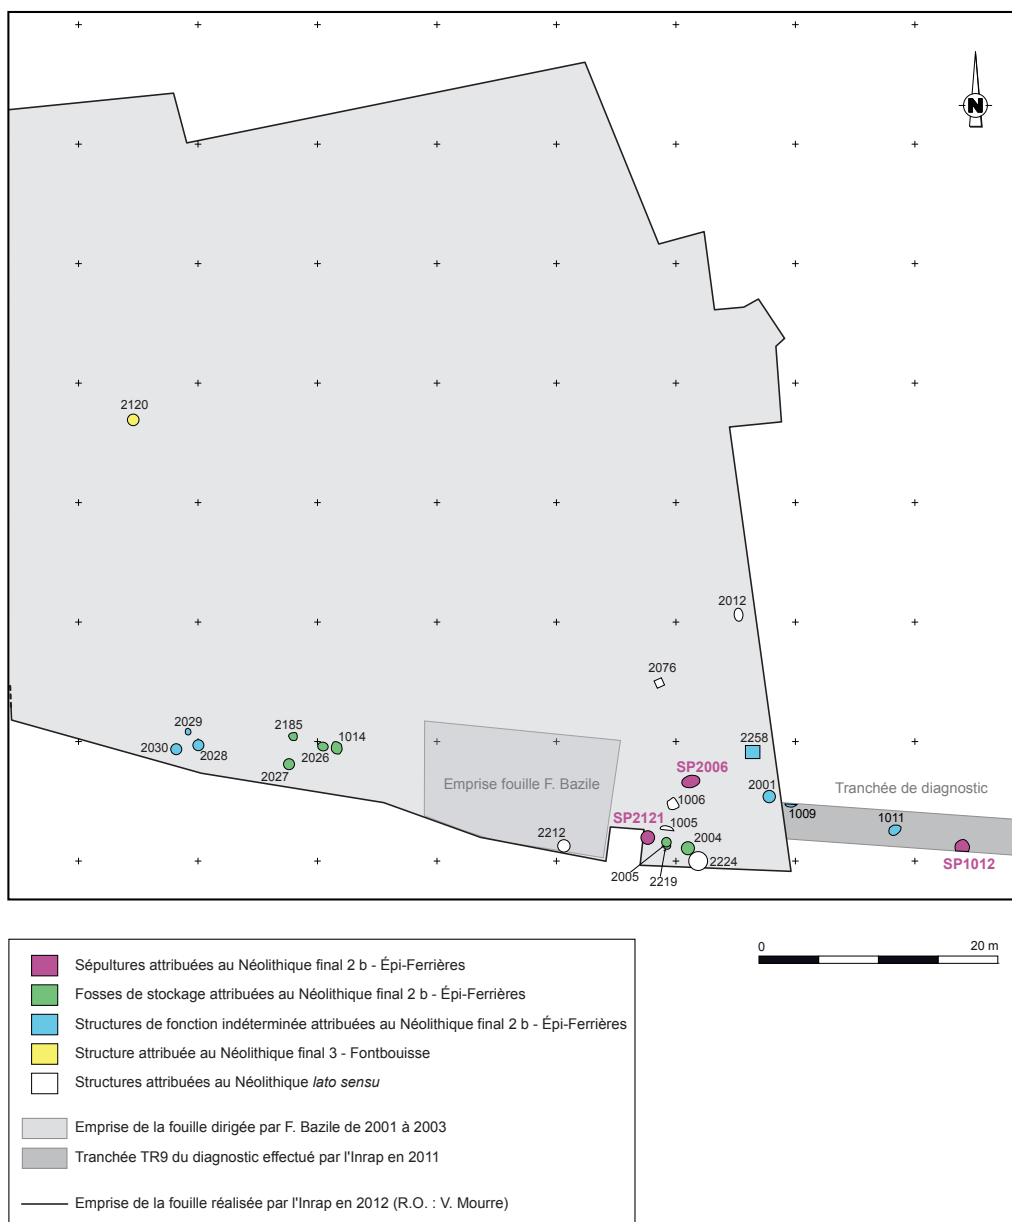 N
2120
2012
2076
2029
2185
1014
2258
2030
2028
2026
SP2006
2027
Emprise fouille F. Bazile
2001
Tranchée de diagnostic
1006
1009
SP2121
1005
1011
2212
2004
2005
2224
SP1012
2219
0
20 m
Sépultures attribuées au Néolithique final 2 b - Épi-Ferrières
Fosses de stockage attribuées au Néolithique final 2 b - Épi-Ferrières
Structures de fonction indéterminée attribuées au Néolithique final 2 b - Épi-Ferrières
Structure attribuée au Néolithique final 3 - Fontbouisse
Structures attribuées au Néolithique lato sensu
Emprise de la fouille dirigée par F. Bazile de 2001 à 2003
Tranchée TR9 du diagnostic effectué par l'Inrap en 2011
Emprise de la fouille réalisée par l'Inrap en 2012 (R.O. : V. Mourre)